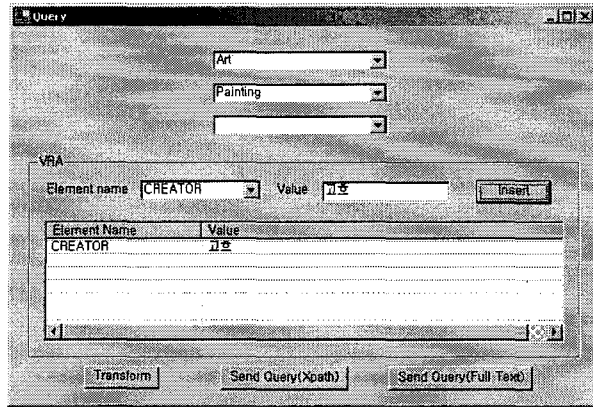 Query
Art
Painting
VRA
Element name CREATOR Value 고흐 Insert
Element Name Value
CREATOR 고흐
Transform Send Query(Xpath) Send Query(Full Text)